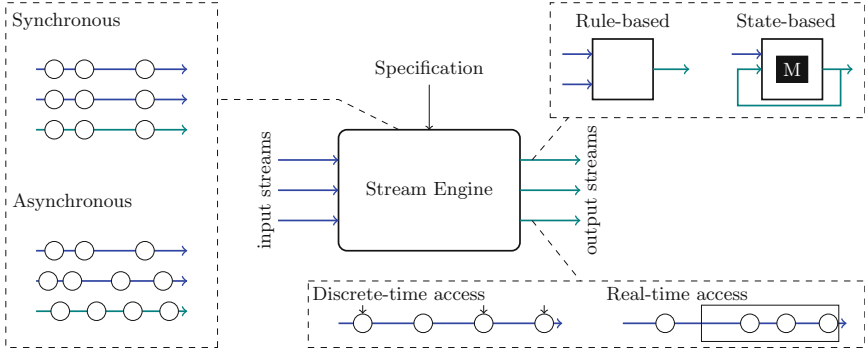 Synchronous
Asynchronous
Specification
input streams
Stream Engine
output streams
Rule-based
State-based
M
Discrete-time access
Real-time access